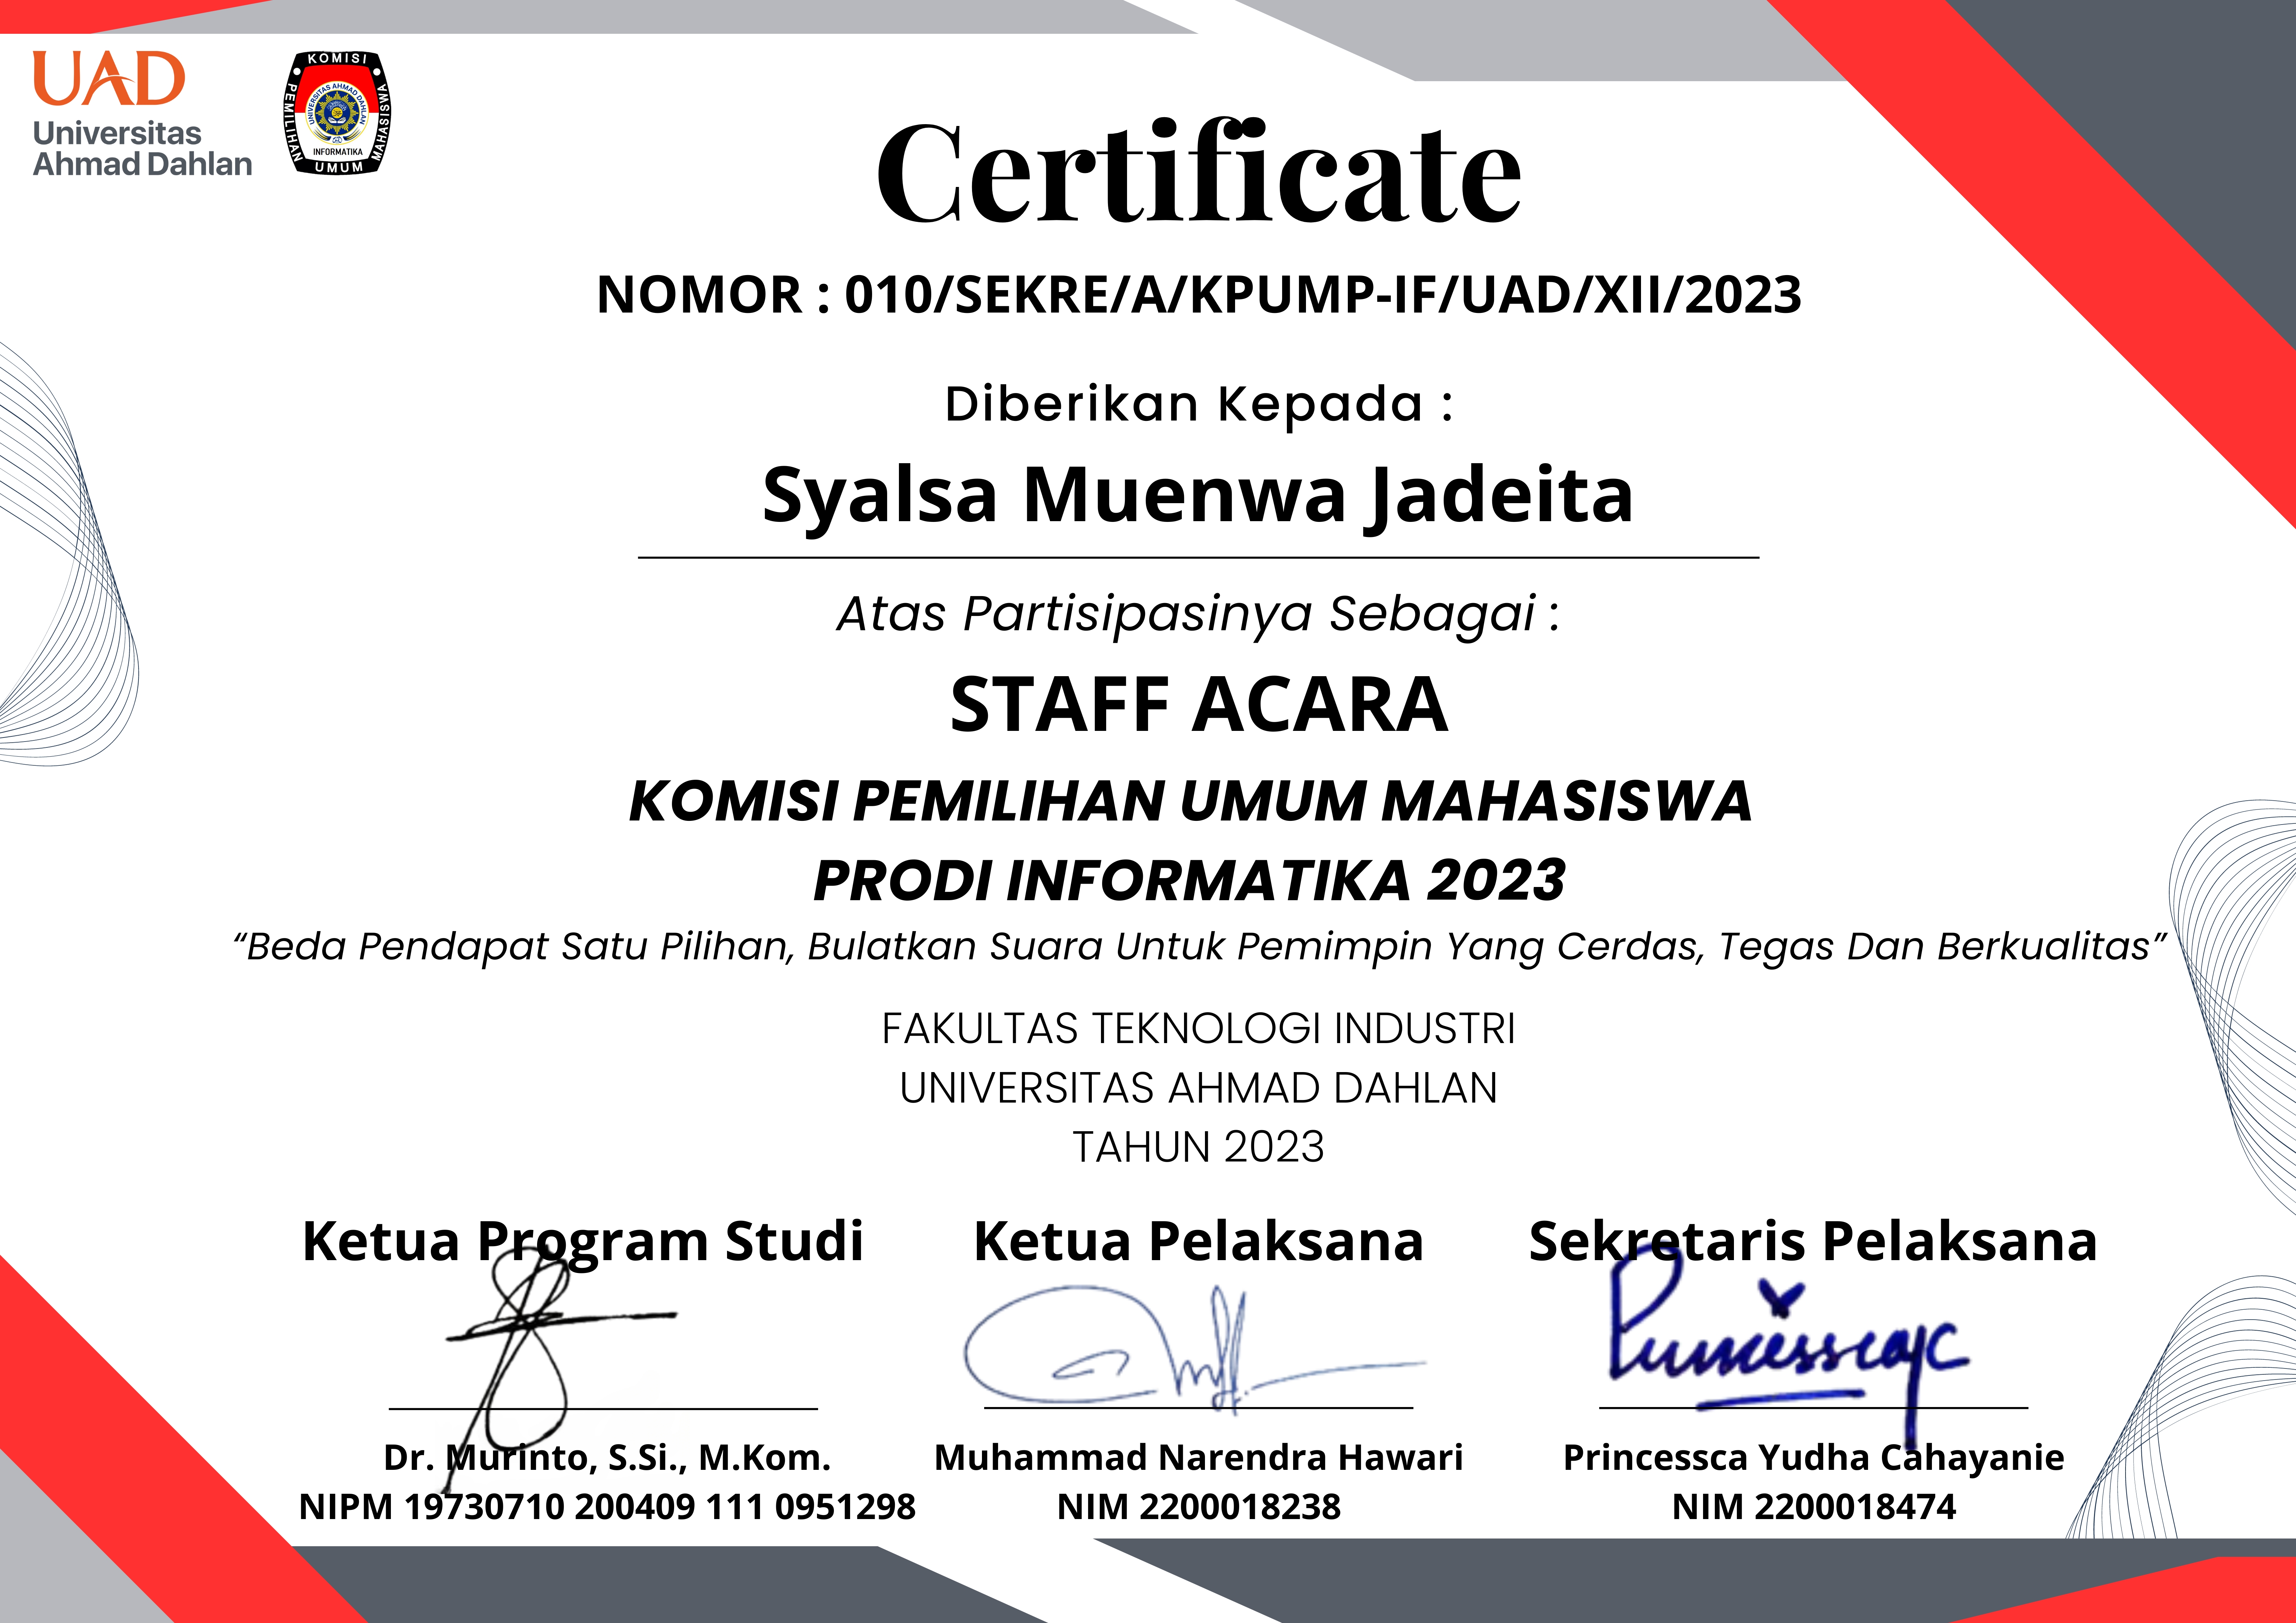 UAD
Universitas
Ahmad Dahlan
KOMISI
PEMILIHAN
UMUM
MAHASISWA
UNIVERSITAS AHMAD DAHLAN
INFORMATIKA
Certificate
NOMOR : 010/SEKRE/A/KPUMP-IF/UAD/XII/2023
Diberikan Kepada :
Syalsa Muenwa Jadeita
Atas Partisipasinya Sebagai :
STAFF ACARA
KOMISI PEMILIHAN UMUM MAHASISWA
PRODI INFORMATIKA 2023
“Beda Pendapat Satu Pilihan, Bulatkan Suara Untuk Pemimpin Yang Cerdas, Tegas Dan Berkualitas”
FAKULTAS TEKNOLOGI INDUSTRI
UNIVERSITAS AHMAD DAHLAN
TAHUN 2023
Ketua Program Studi
Dr. Murinto, S.Si., M.Kom.
NIPM 19730710 200409 111 0951298
Ketua Pelaksana
Muhammad Narendra Hawari
NIM 2200018238
Sekretaris Pelaksana
Princessca Yudha Cahayanie
NIM 2200018474